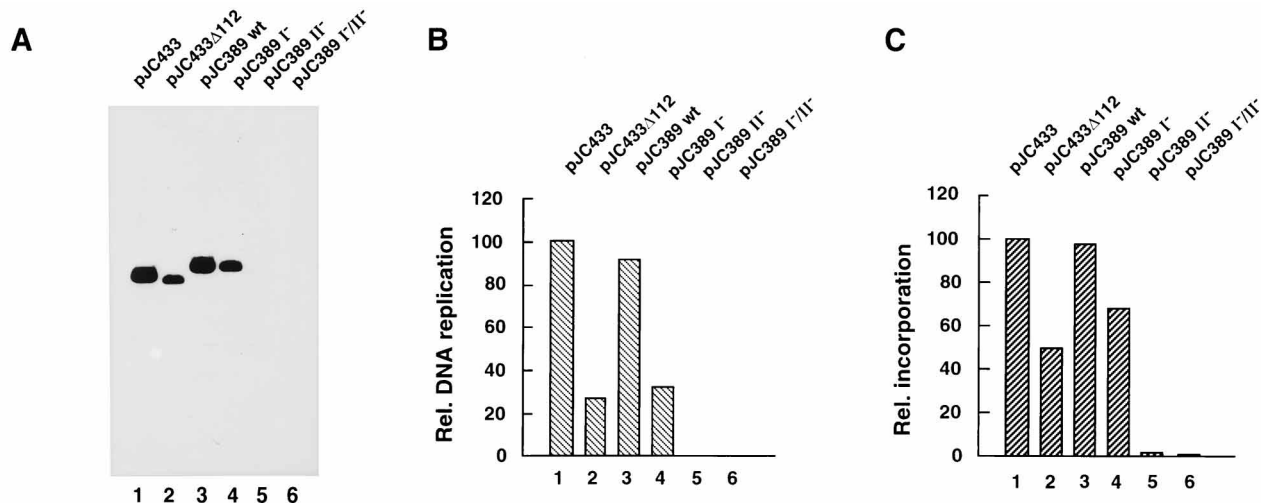 A
pJC433
pJC433Δ112
pJC389 wt
pJC389 I⁻
pJC389 II⁻
pJC389 I⁻/II⁻
1 2 3 4 5 6
B
pJC433
pJC433Δ112
pJC389 wt
pJC389 I⁻
pJC389 II⁻
pJC389 I⁻/II⁻
Rel. DNA replication
120
100
80
60
40
20
0
1 2 3 4 5 6
C
pJC433
pJC433Δ112
pJC389 wt
pJC389 I⁻
pJC389 II⁻
pJC389 I⁻/II⁻
Rel. incorporation
120
100
80
60
40
20
0
1 2 3 4 5 6